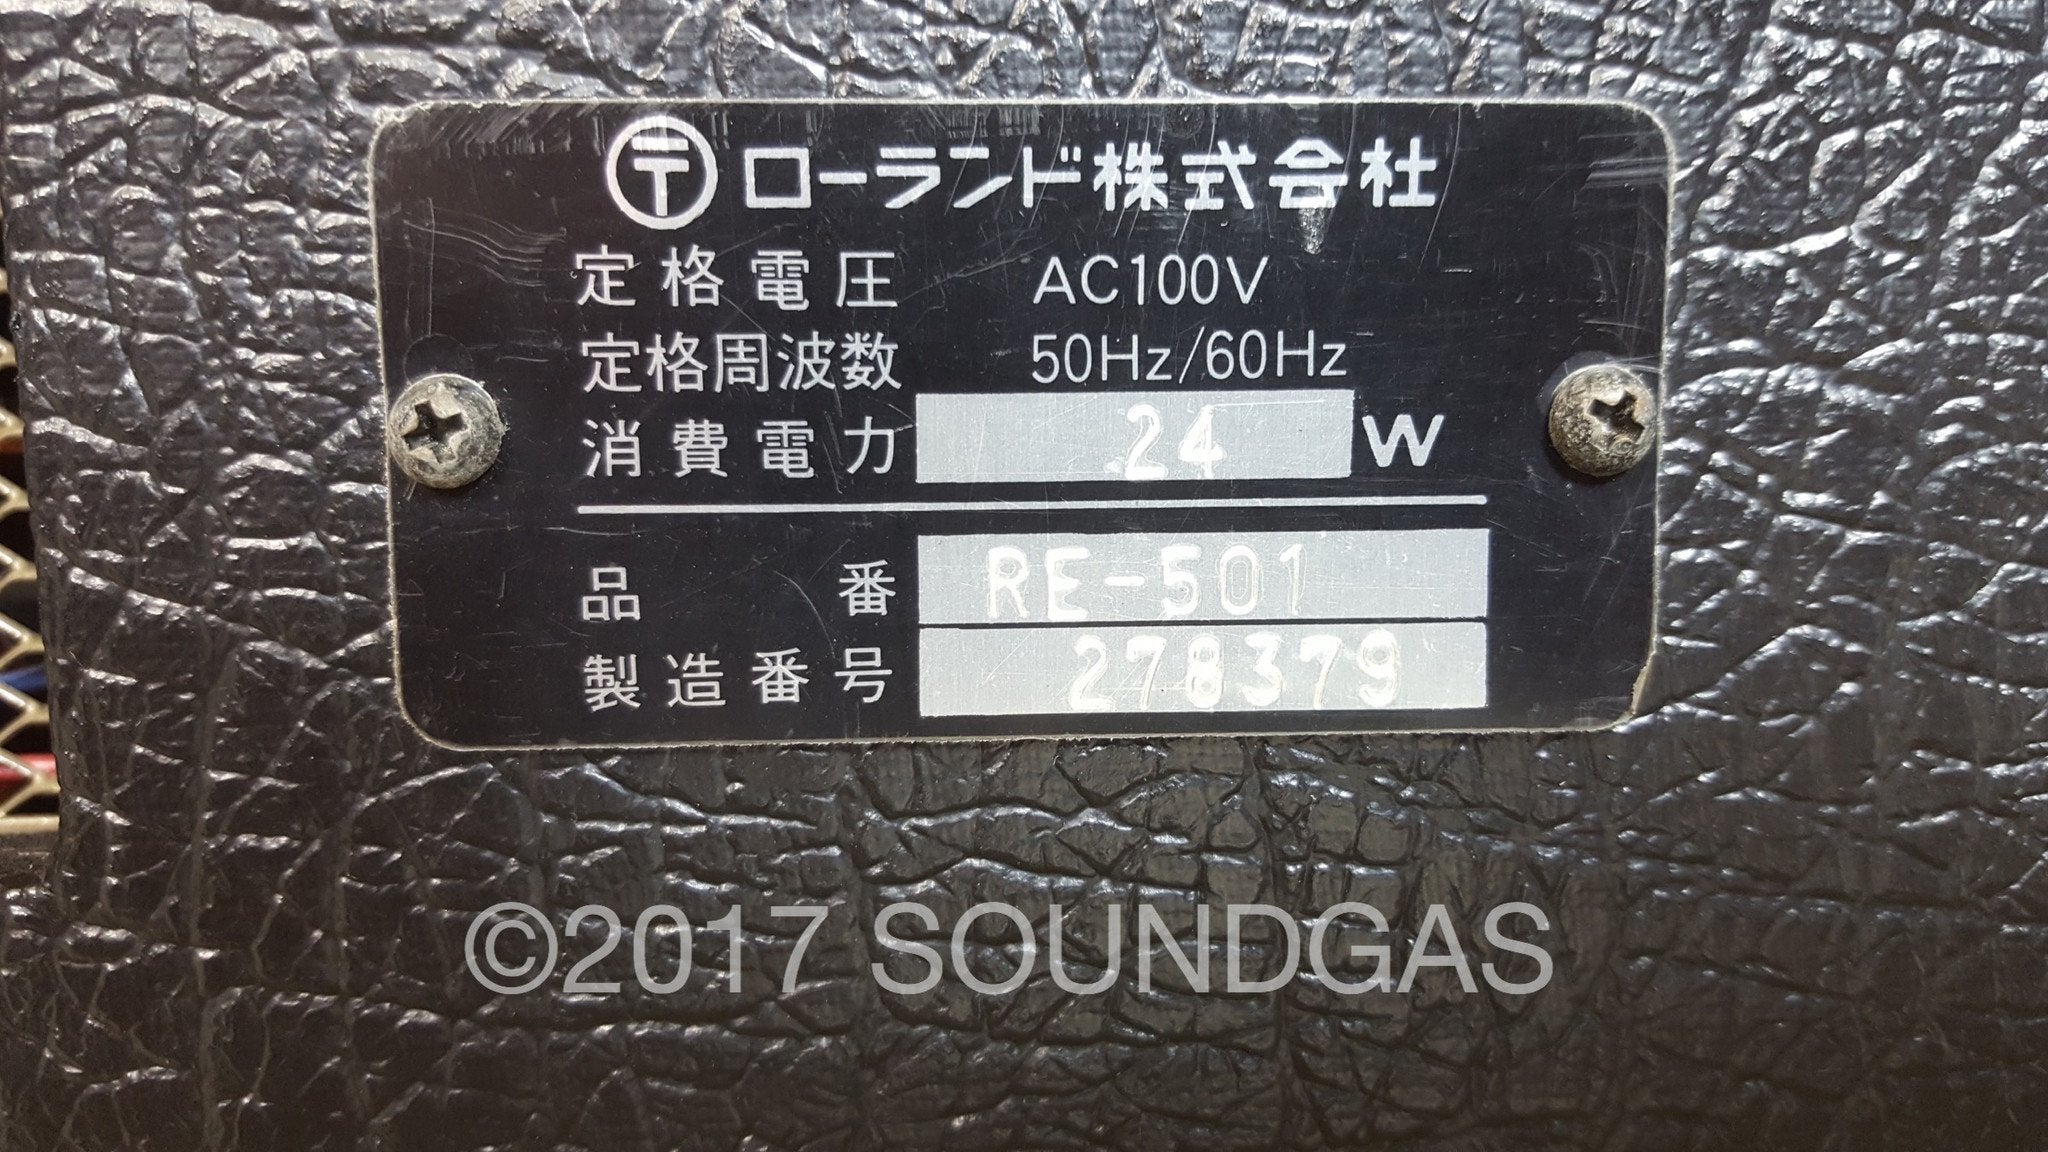 〶 ローランド株式会社
定格電圧 AC100V
定格周波数 50Hz/60Hz
消費電力 24 W
品番 RE-501
製造番号 278379
©2017 SOUNDGAS